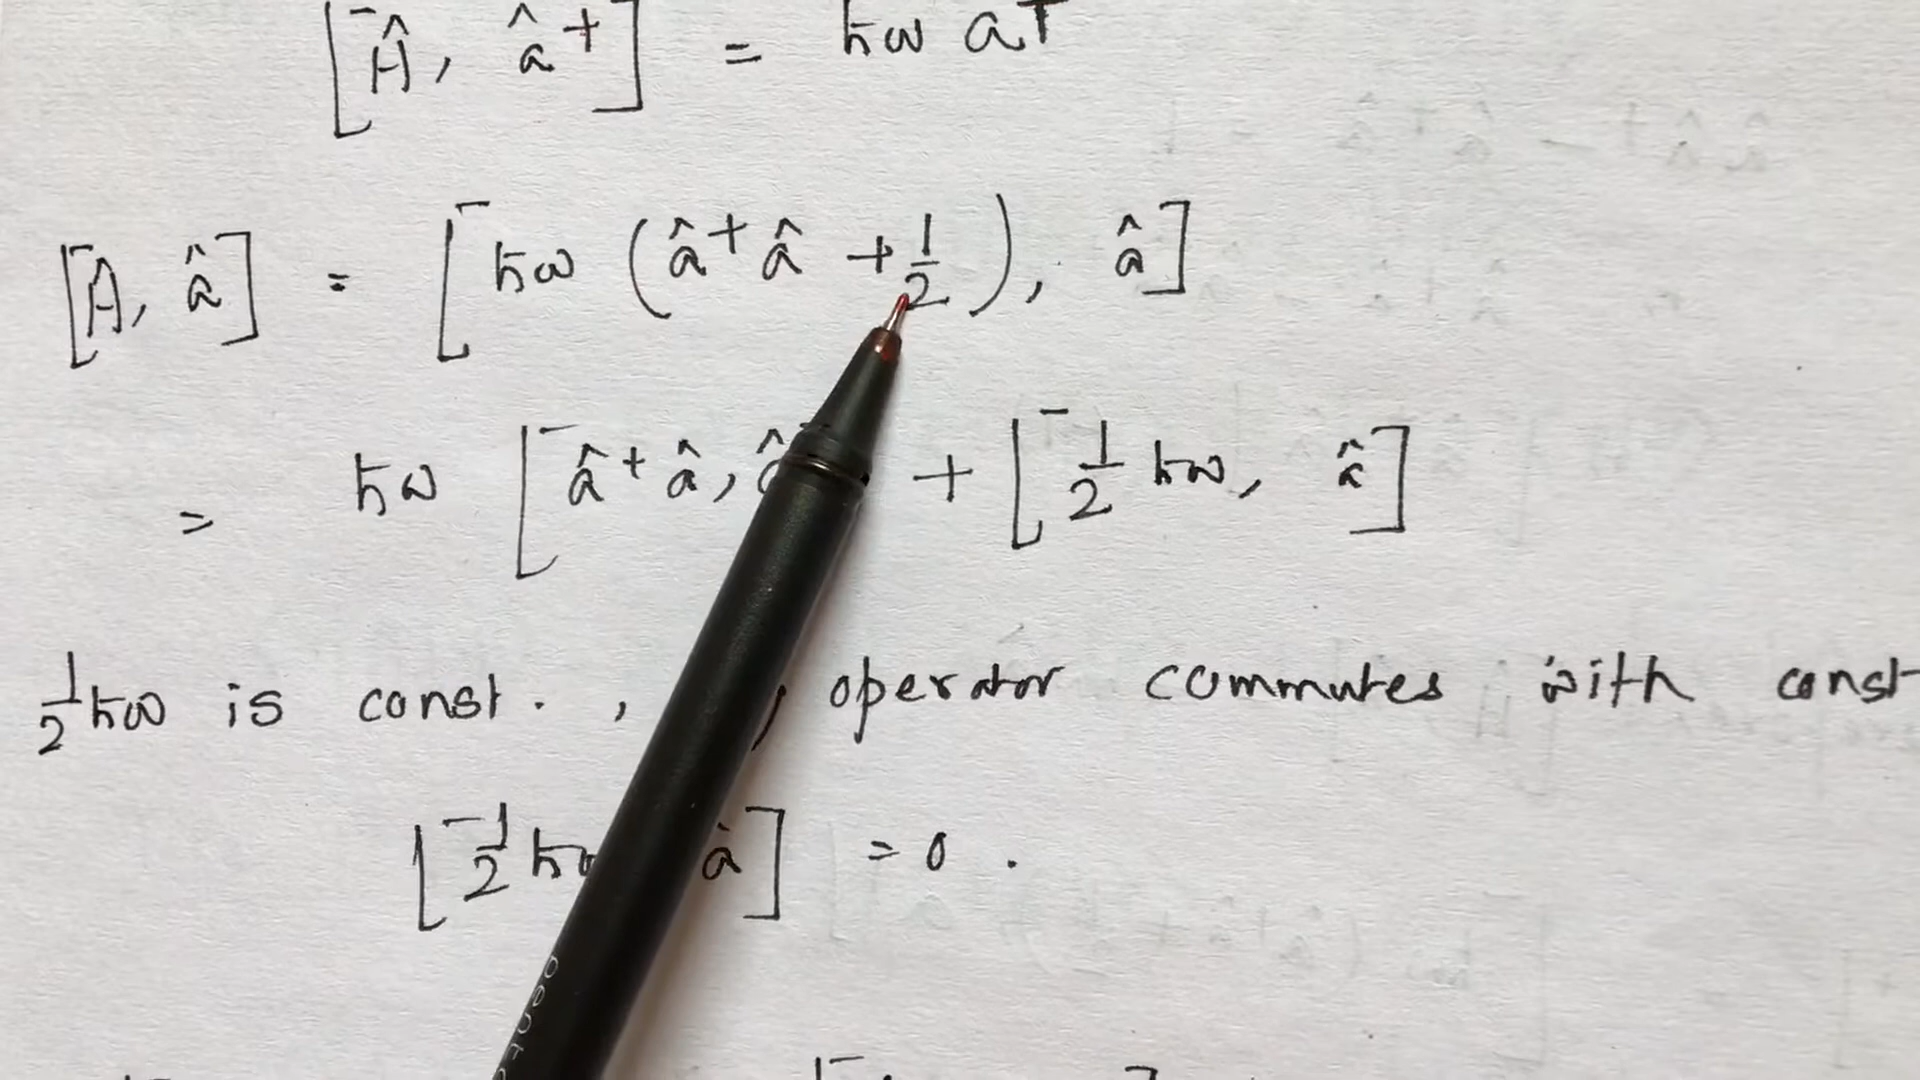 [Ĥ, â†] = ħω a†
[Ĥ, â] = [ħω (â†â + 1/2), â]
= ħω [â†â, â + [1/2 ħω, â]
1/2 ħω is const. , , operator commutes with const
[1/2 ħω â] = 0 .